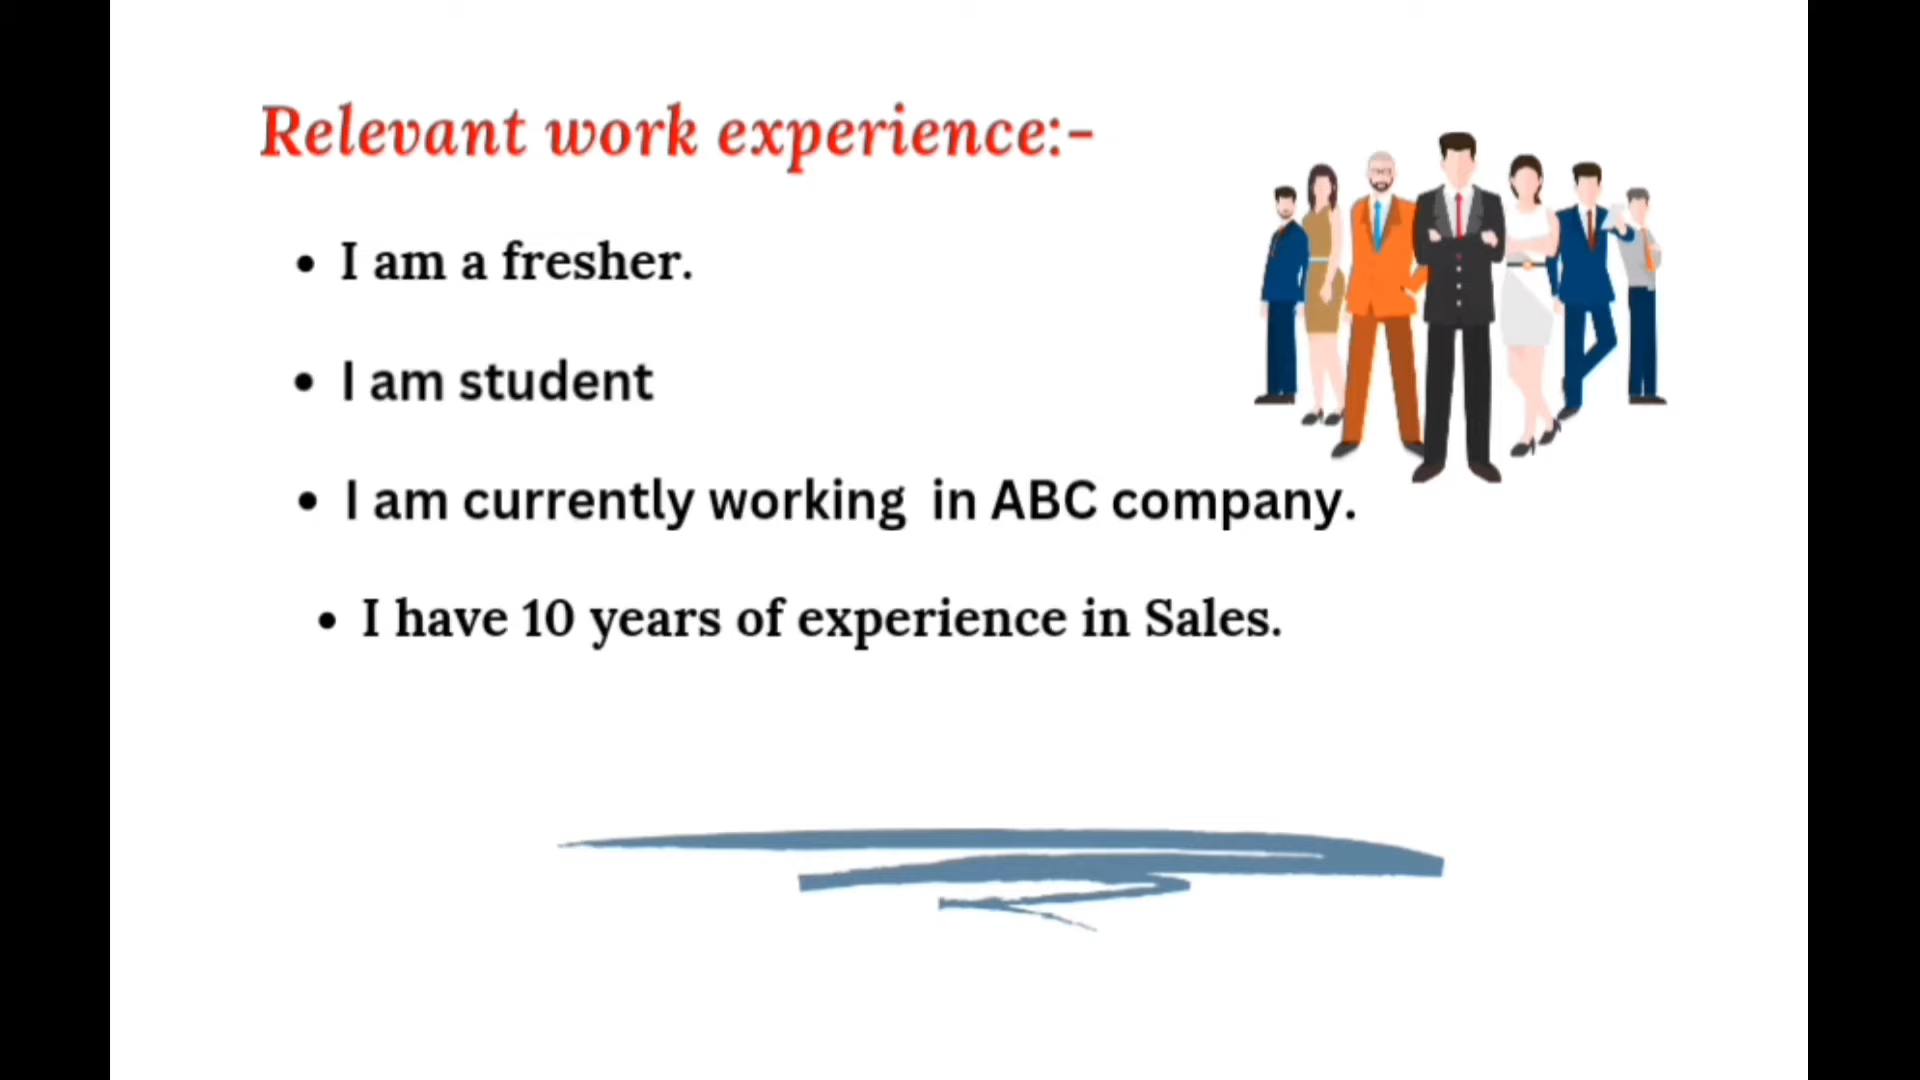 Relevant work experience:-
• I am a fresher.
• I am student
• I am currently working in ABC company.
• I have 10 years of experience in Sales.